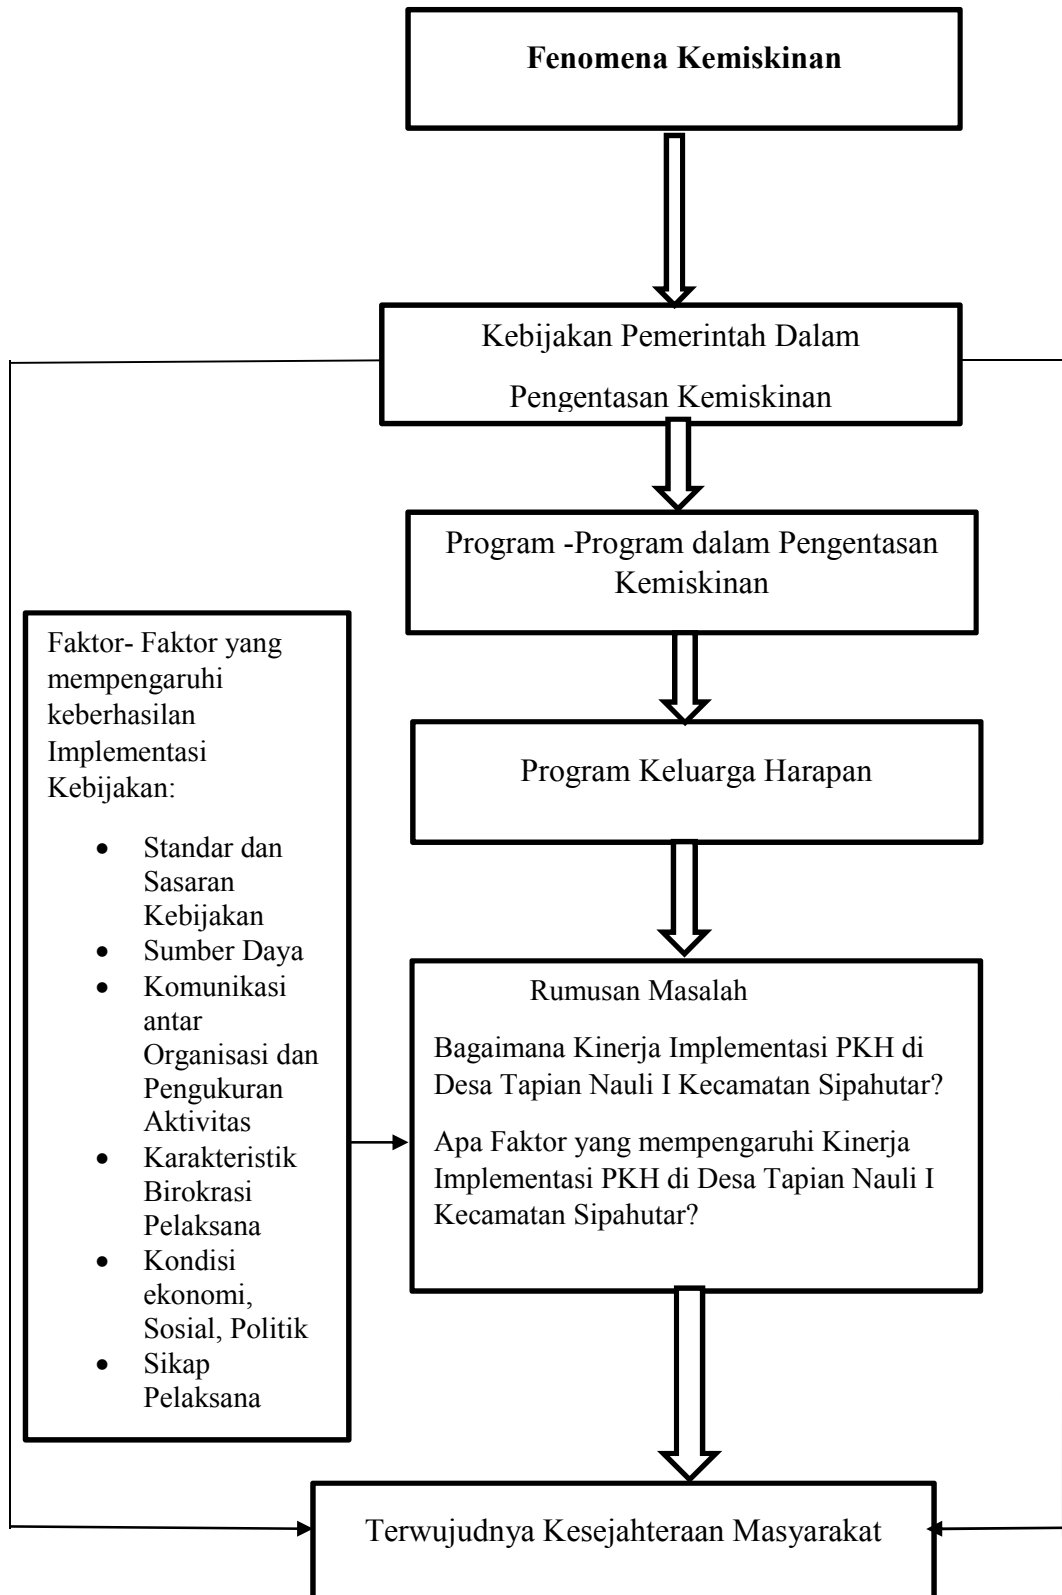 Fenomena Kemiskinan
Kebijakan Pemerintah Dalam
Pengentasan Kemiskinan
Program -Program dalam Pengentasan
Kemiskinan
Faktor- Faktor yang
mempengaruhi
keberhasilan
Implementasi
Kebijakan:
• Standar dan
Sasaran
Kebijakan
• Sumber Daya
• Komunikasi
antar
Organisasi dan
Pengukuran
Aktivitas
• Karakteristik
Birokrasi
Pelaksana
• Kondisi
ekonomi,
Sosial, Politik
• Sikap
Pelaksana
Program Keluarga Harapan
Rumusan Masalah
Bagaimana Kinerja Implementasi PKH di
Desa Tapian Nauli I Kecamatan Sipahutar?
Apa Faktor yang mempengaruhi Kinerja
Implementasi PKH di Desa Tapian Nauli I
Kecamatan Sipahutar?
Terwujudnya Kesejahteraan Masyarakat